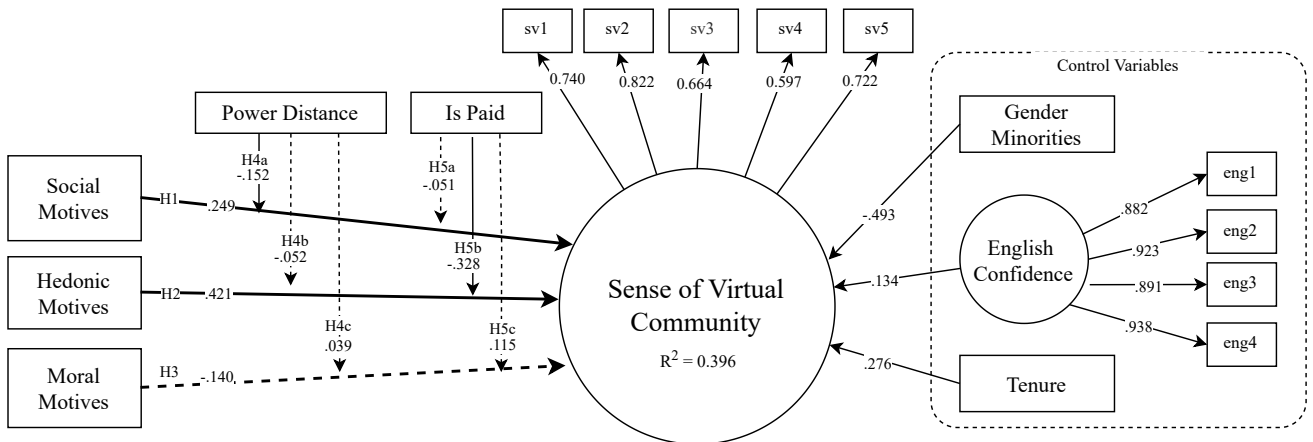 sv1
sv2
sv3
sv4
sv5
0.740
0.822
0.664
0.597
0.722
Control Variables
Power Distance
Is Paid
Gender
Minorities
Social
Motives
H1
.249
H4a
-.152
H5a
-.051
H4b
-.052
H5b
-.328
Hedonic
Motives
H2
.421
H4c
.039
H5c
.115
Moral
Motives
H3
-.140
Sense of Virtual
Community
R² = 0.396
-.493
.134
.276
English
Confidence
.882
.923
.891
.938
eng1
eng2
eng3
eng4
Tenure